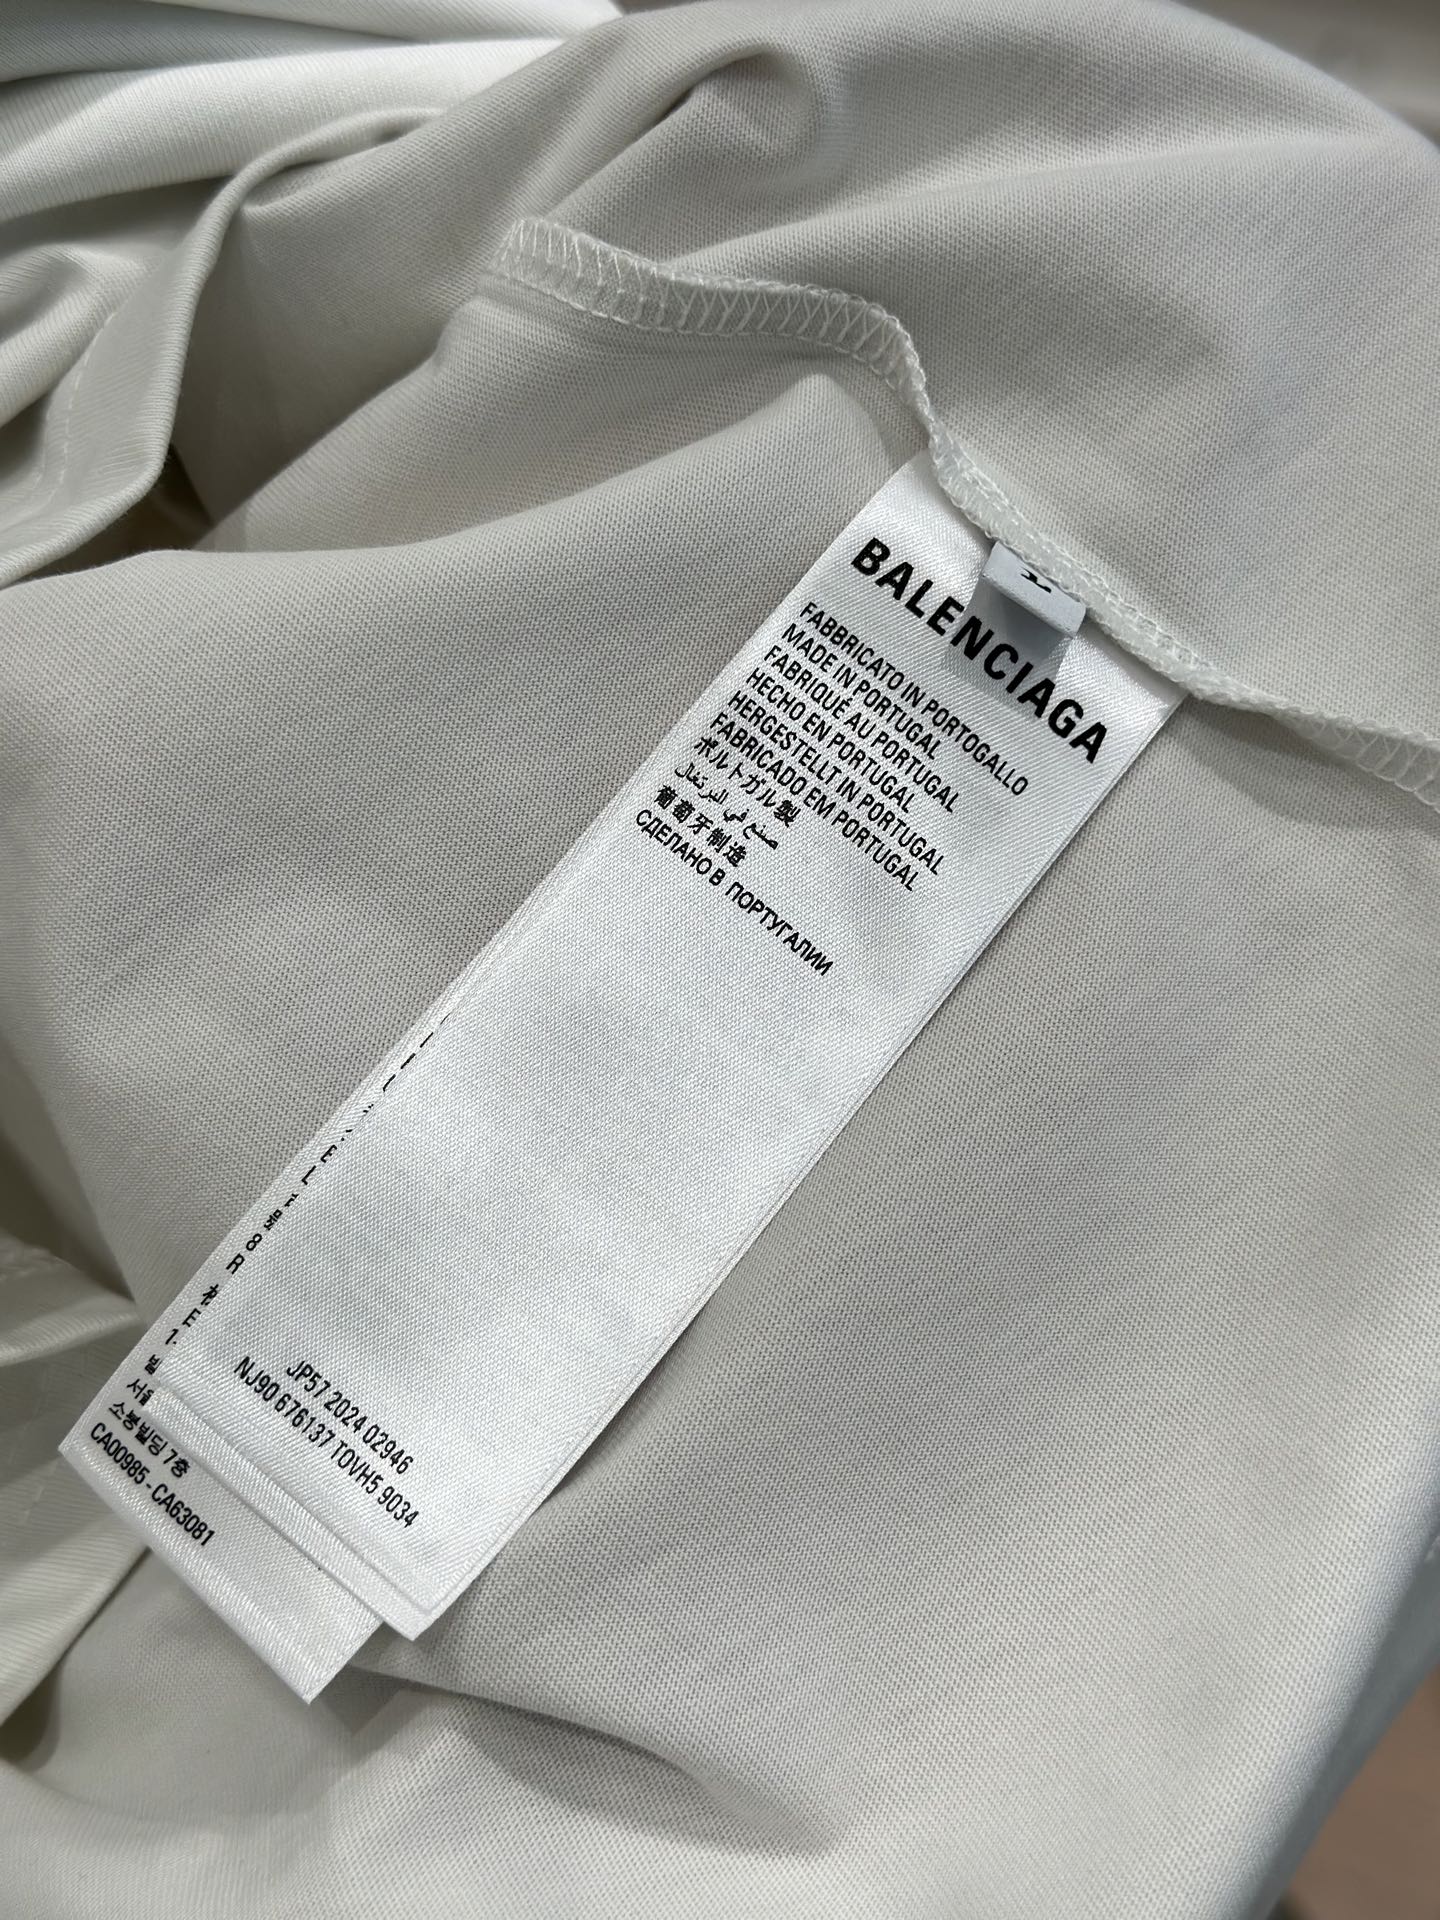 BALENCIAGA
FABBRICATO IN PORTOGALLO
MADE IN PORTUGAL
FABRIQUÉ AU PORTUGAL
HECHO EN PORTUGAL
HERGESTELLT IN PORTUGAL
FABRICADO EM PORTUGAL
ポルトガル製
صنع في البرتغال
葡萄牙制造
СДЕЛАНО В ПОРТУГАЛИИ
JP57 2024 02946
NJ90 676137 TOVH5 9034
소봉빌딩 7층
CA00985 - CA63081